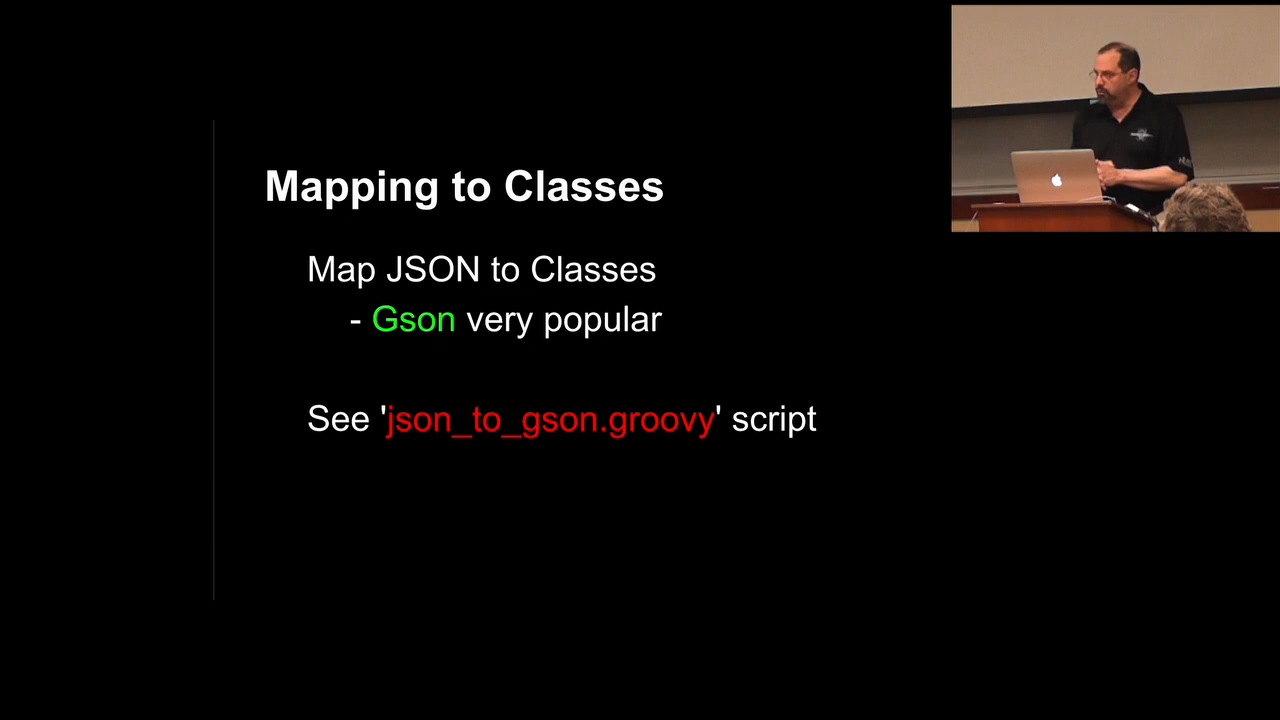 Mapping to Classes
Map JSON to Classes
- Gson very popular
See 'json_to_gson.groovy' script